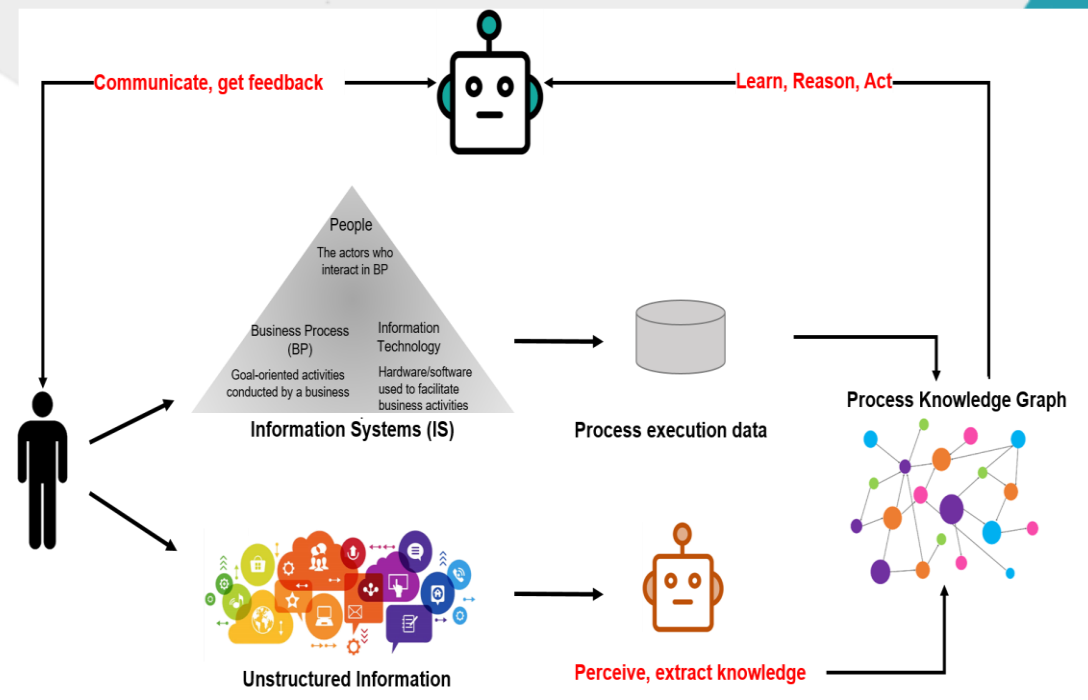 Communicate, get feedback
Learn, Reason, Act
People
The actors who
interact in BP
Business Process
(BP)
Goal-oriented activities
conducted by a business
Information
Technology
Hardware/software
used to facilitate
business activities
Information Systems (IS)
Process execution data
Process Knowledge Graph
Unstructured Information
Perceive, extract knowledge